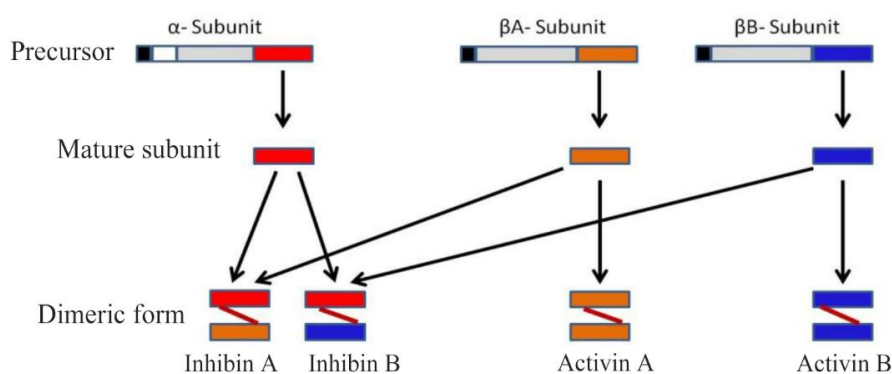 α- Subunit
βA- Subunit
βB- Subunit
Precursor
Mature subunit
Dimeric form
Inhibin A
Inhibin B
Activin A
Activin B